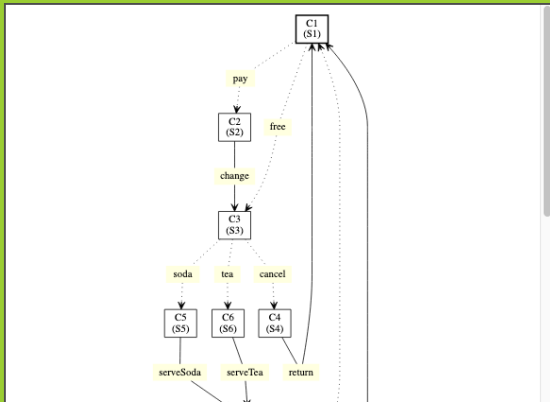 C1
(S1)
pay
C2
(S2)
free
change
C3
(S3)
soda
tea
cancel
C5
(S5)
C6
(S6)
C4
(S4)
serveSoda
serveTea
return